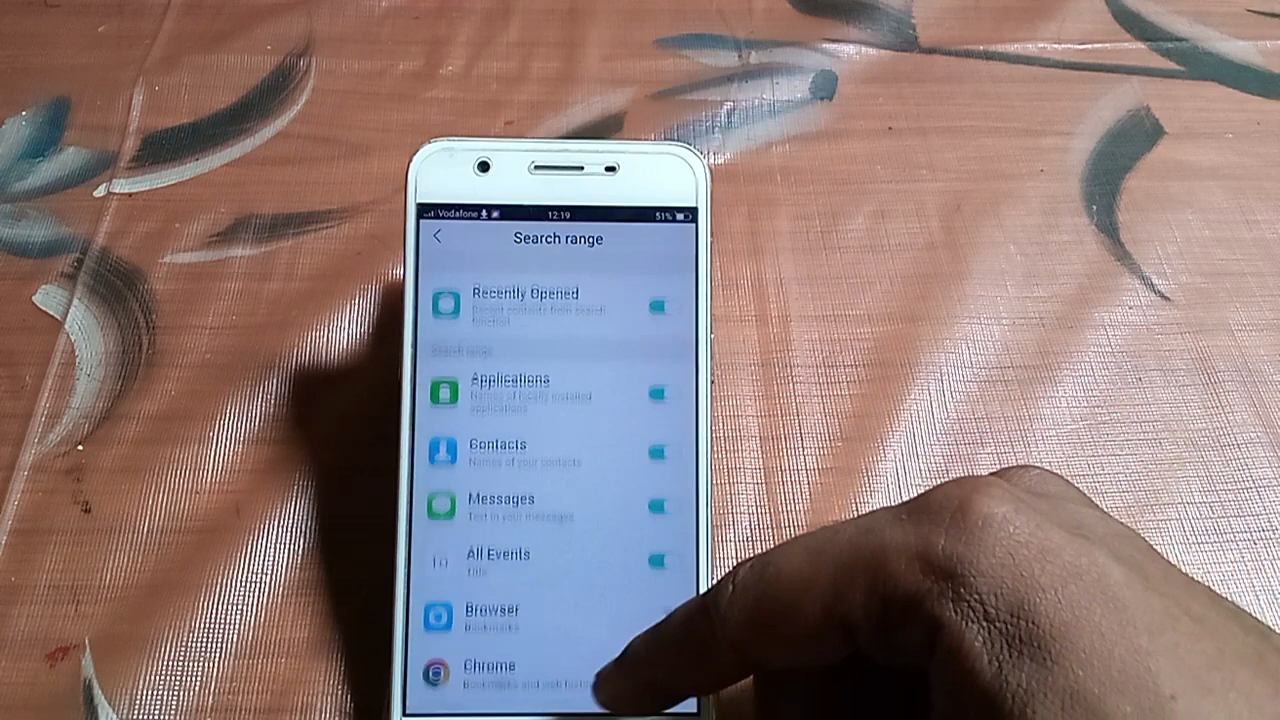 Vodafone 12:19 51%
Search range
Recently Opened
Recent contents from search
function
Search range
Applications
Names of locally installed
applications
Contacts
Names of your contacts
Messages
Text in your messages
All Events
Title
Browser
Bookmarks
Chrome
Bookmarks and web